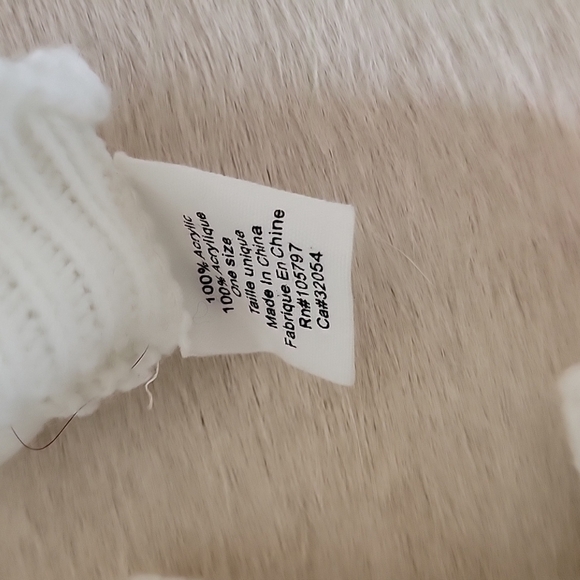 100% Acrylic
100% Acrylique
One size
Taille unique
Made In China
Fabrique En Chine
Rn#105797
Ca#32054